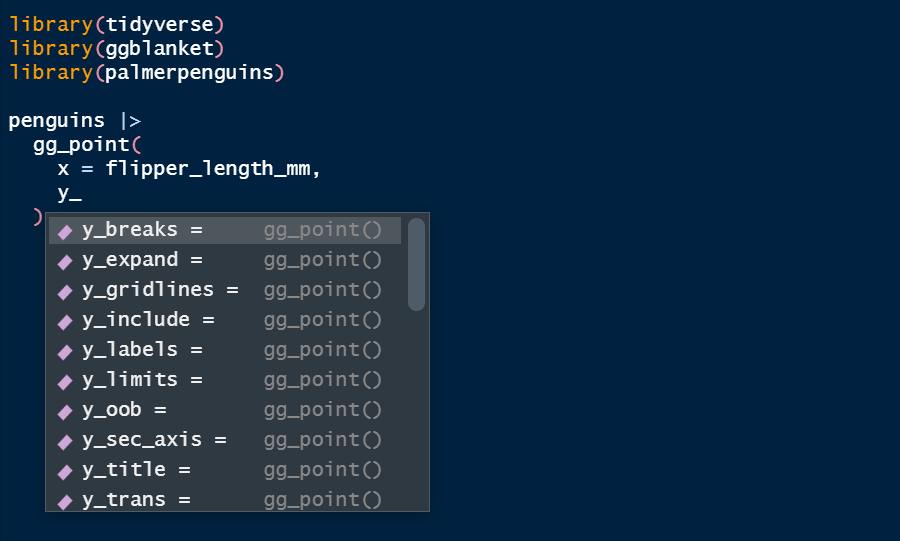 library(tidyverse)
library(ggblanket)
library(palmerpenguins)
penguins |>
gg_point(
x = flipper_length_mm,
y_
)
y_breaks = gg_point()
y_expand = gg_point()
y_gridlines = gg_point()
y_include = gg_point()
y_labels = gg_point()
y_limits = gg_point()
y_oob = gg_point()
y_sec_axis = gg_point()
y_title = gg_point()
y_trans = gg_point()